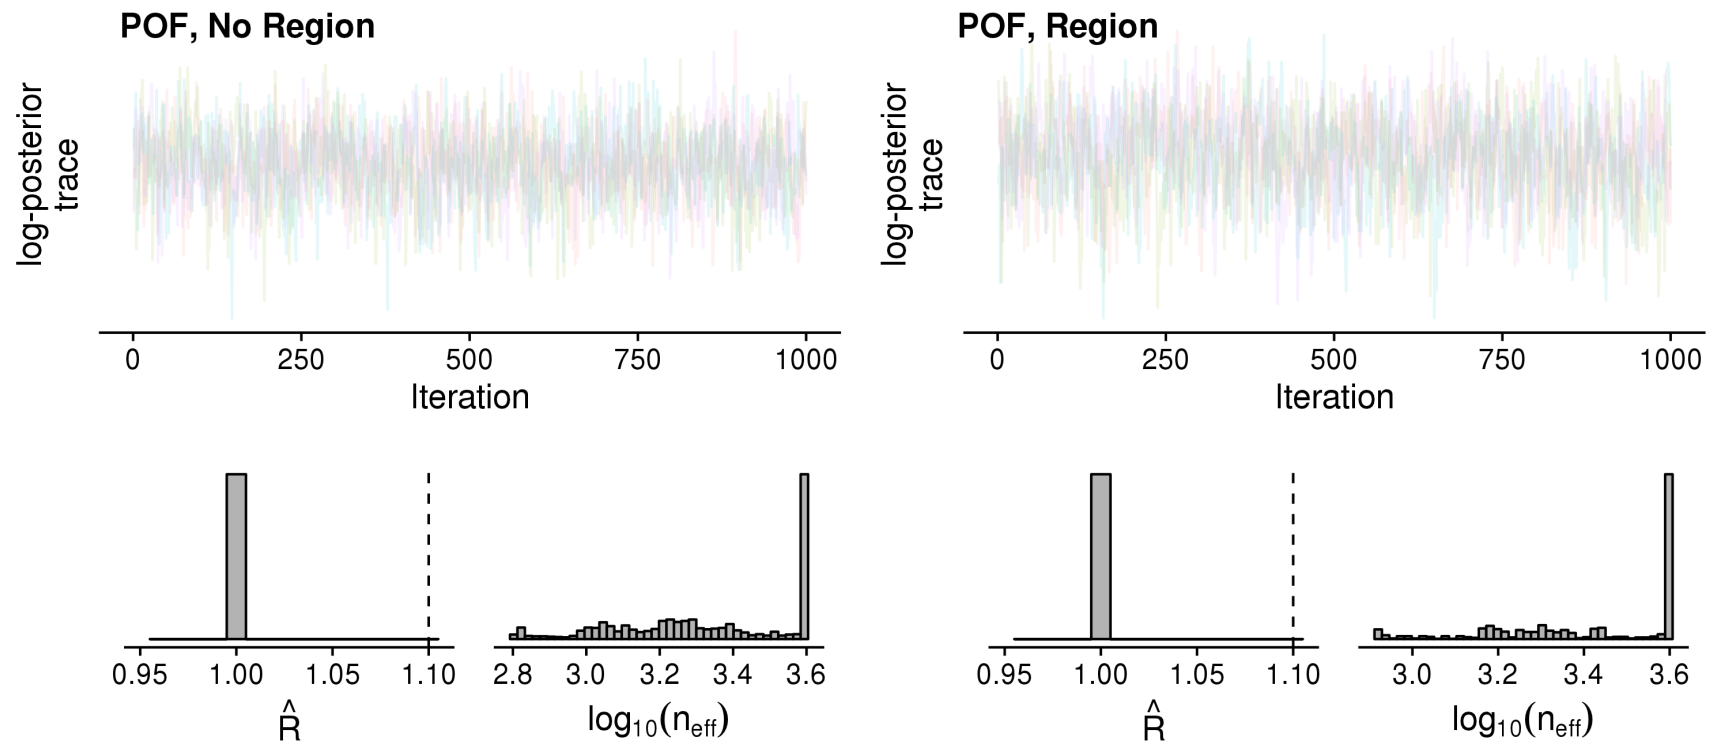 POF, No Region
log-posterior
trace
0 250 500 750 1000
Iteration
0.95 1.00 1.05 1.10
R̂
2.8 3.0 3.2 3.4 3.6
log₁₀(n_eff)
POF, Region
log-posterior
trace
0 250 500 750 1000
Iteration
0.95 1.00 1.05 1.10
R̂
3.0 3.2 3.4 3.6
log₁₀(n_eff)